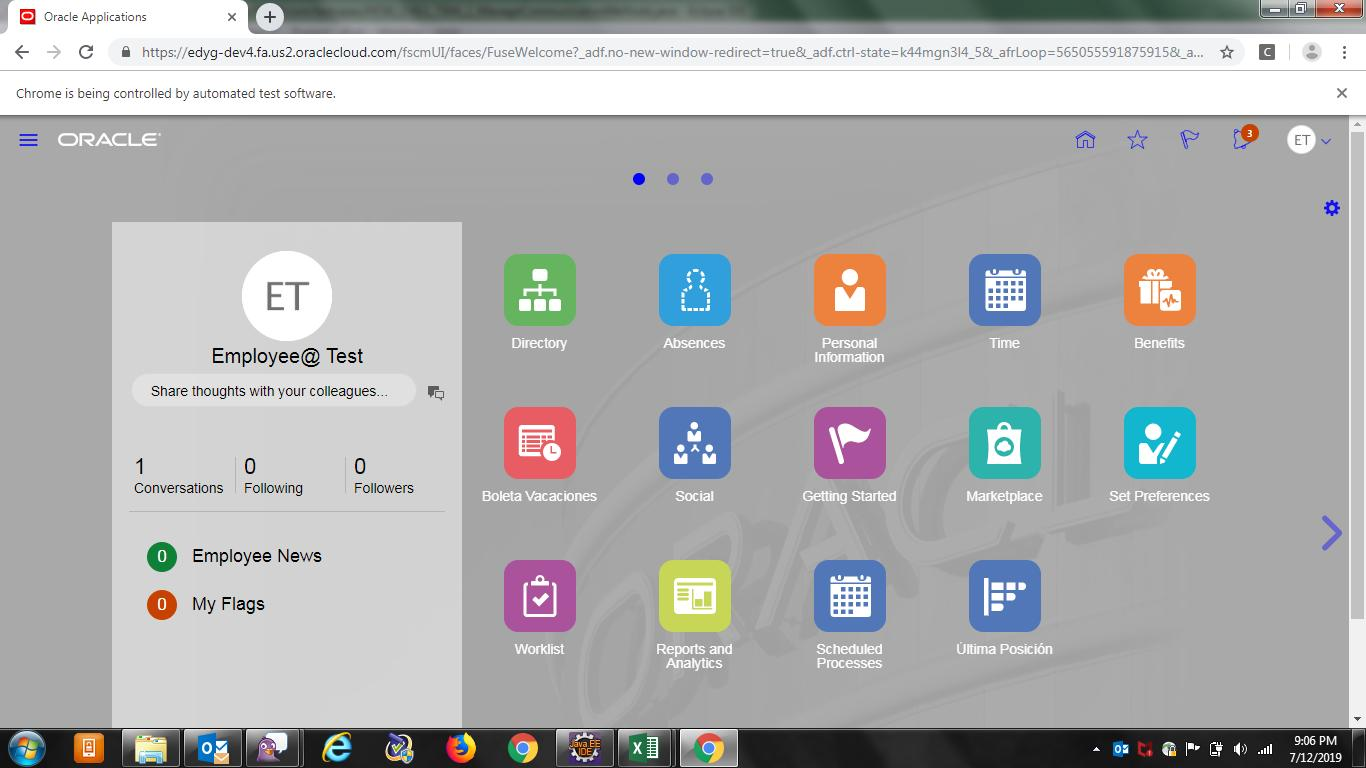 Oracle Applications
https://edyg-dev4.fa.us2.oraclecloud.com/fscmUI/faces/FuseWelcome?_adf.no-new-window-redirect=true&_adf.ctrl-state=k44mgn3l4_5&_afrLoop=565055591875915&_a...
C
Chrome is being controlled by automated test software.
ORACLE
3
ET
ET
Employee@ Test
Share thoughts with your colleagues...
1
0
0
Conversations
Following
Followers
0 Employee News
0 My Flags
Directory
Absences
Personal
Information
Time
Benefits
Boleta Vacaciones
Social
Getting Started
Marketplace
Set Preferences
Worklist
Reports and
Analytics
Scheduled
Processes
Última Posición
ORACL
Java EE
IDE
9:06 PM
7/12/2019